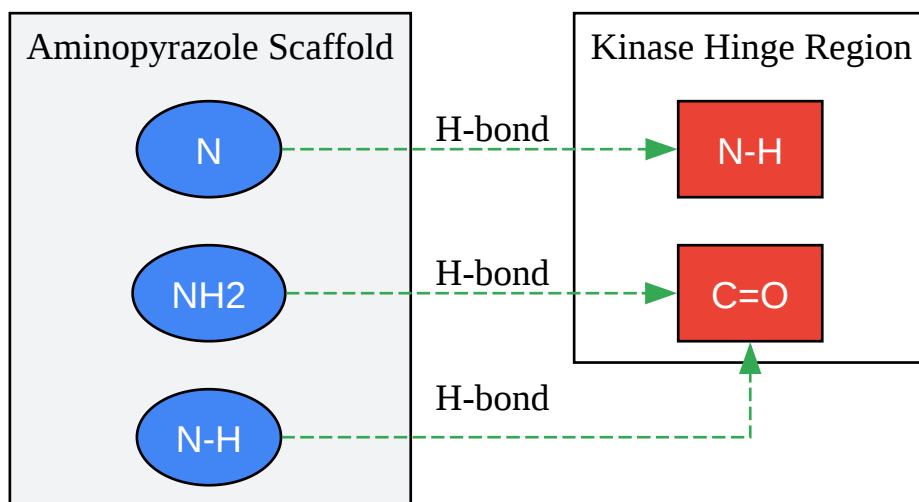 Aminopyrazole Scaffold
Kinase Hinge Region
N
H-bond
N-H
NH2
H-bond
C=O
N-H
H-bond